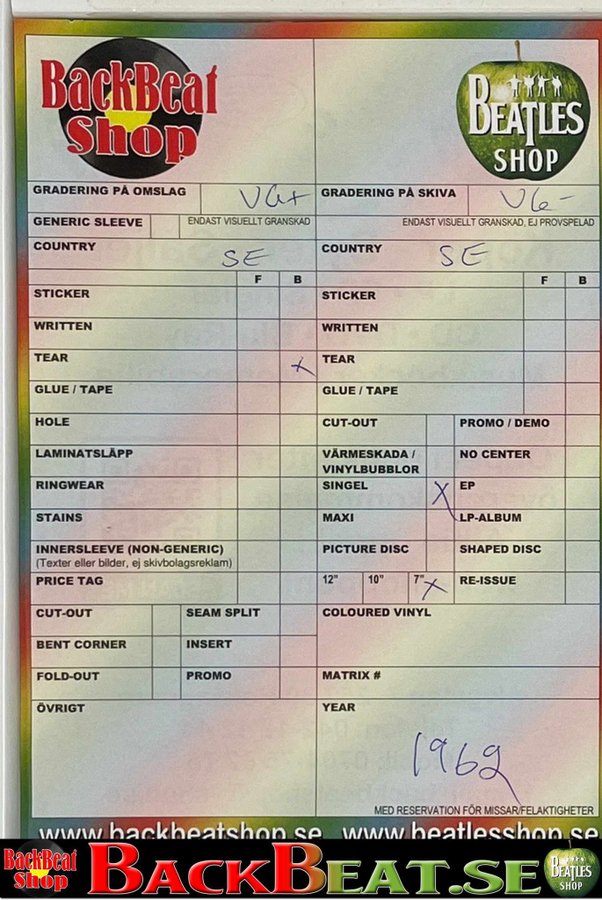 BackBeat Shop
BEATLES SHOP
GRADERING PÅ OMSLAG VG+
GRADERING PÅ SKIVA VG-
GENERIC SLEEVE
ENDAST VISUELLT GRANSKAD
ENDAST VISUELLT GRANSKAD, EJ PROVSPELAD
COUNTRY SE
COUNTRY SE
F B
F B
STICKER
STICKER
WRITTEN
WRITTEN
TEAR X
TEAR
GLUE / TAPE
GLUE / TAPE
HOLE
CUT-OUT
PROMO / DEMO
LAMINATSLÄPP
VÄRMESKADA /
VINYLBUBBLOR
NO CENTER
RINGWEAR
SINGEL X
EP
STAINS
MAXI
LP-ALBUM
INNERSLEEVE (NON-GENERIC)
(Texter eller bilder, ej skivbolagsreklam)
PICTURE DISC
SHAPED DISC
PRICE TAG
12" 10" 7" X
RE-ISSUE
CUT-OUT
SEAM SPLIT
COLOURED VINYL
BENT CORNER
INSERT
FOLD-OUT
PROMO
MATRIX #
ÖVRIGT
YEAR
1962
MED RESERVATION FÖR MISSAR/FELAKTIGHETER
www.backbeatshop.se www.beatlesshop.se
BackBeat Shop
BACKBEAT.SE
BEATLES SHOP